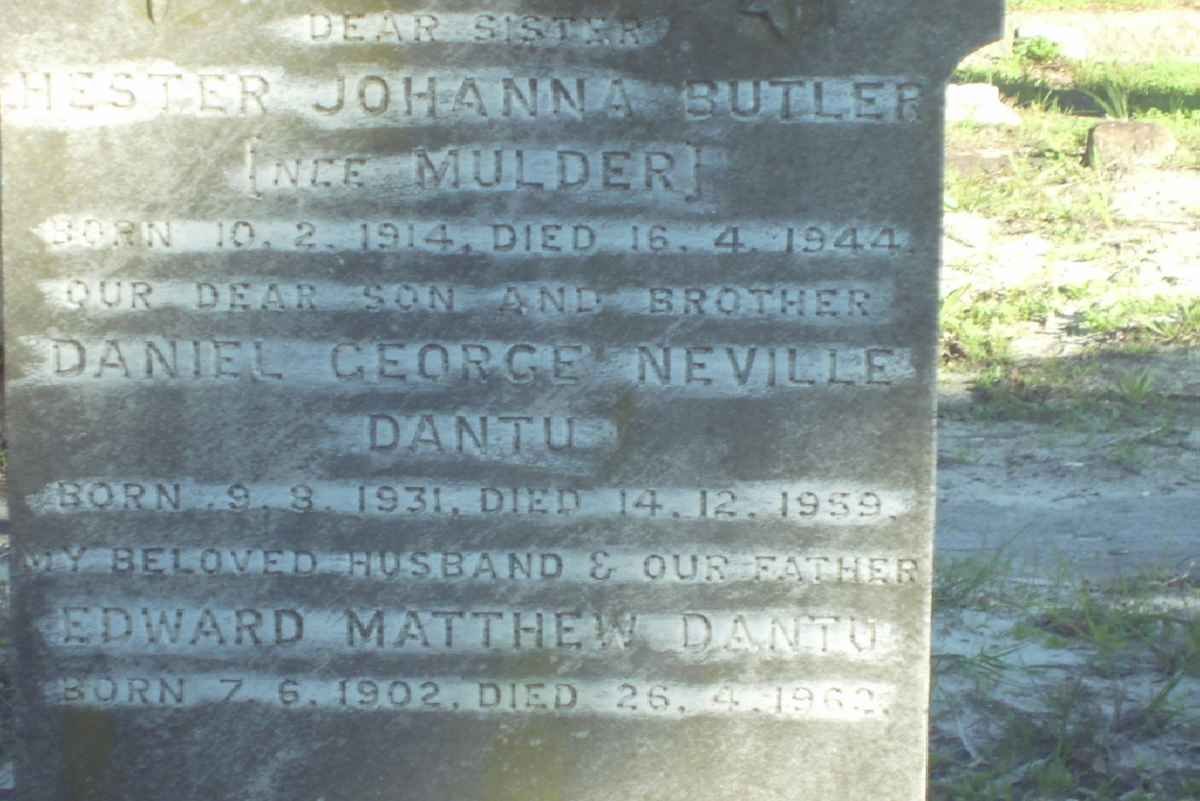 DEAR SISTER
HESTER JOHANNA BUTLER
[NEE MULDER]
BORN 10. 2. 1914. DIED 16. 4. 1944.
OUR DEAR SON AND BROTHER
DANIEL GEORGE NEVILLE
DANTU
BORN 9. 8. 1931. DIED 14. 12. 1959.
MY BELOVED HUSBAND & OUR FATHER
EDWARD MATTHEW DANTU
BORN 7. 6. 1902. DIED 26. 4. 1962.